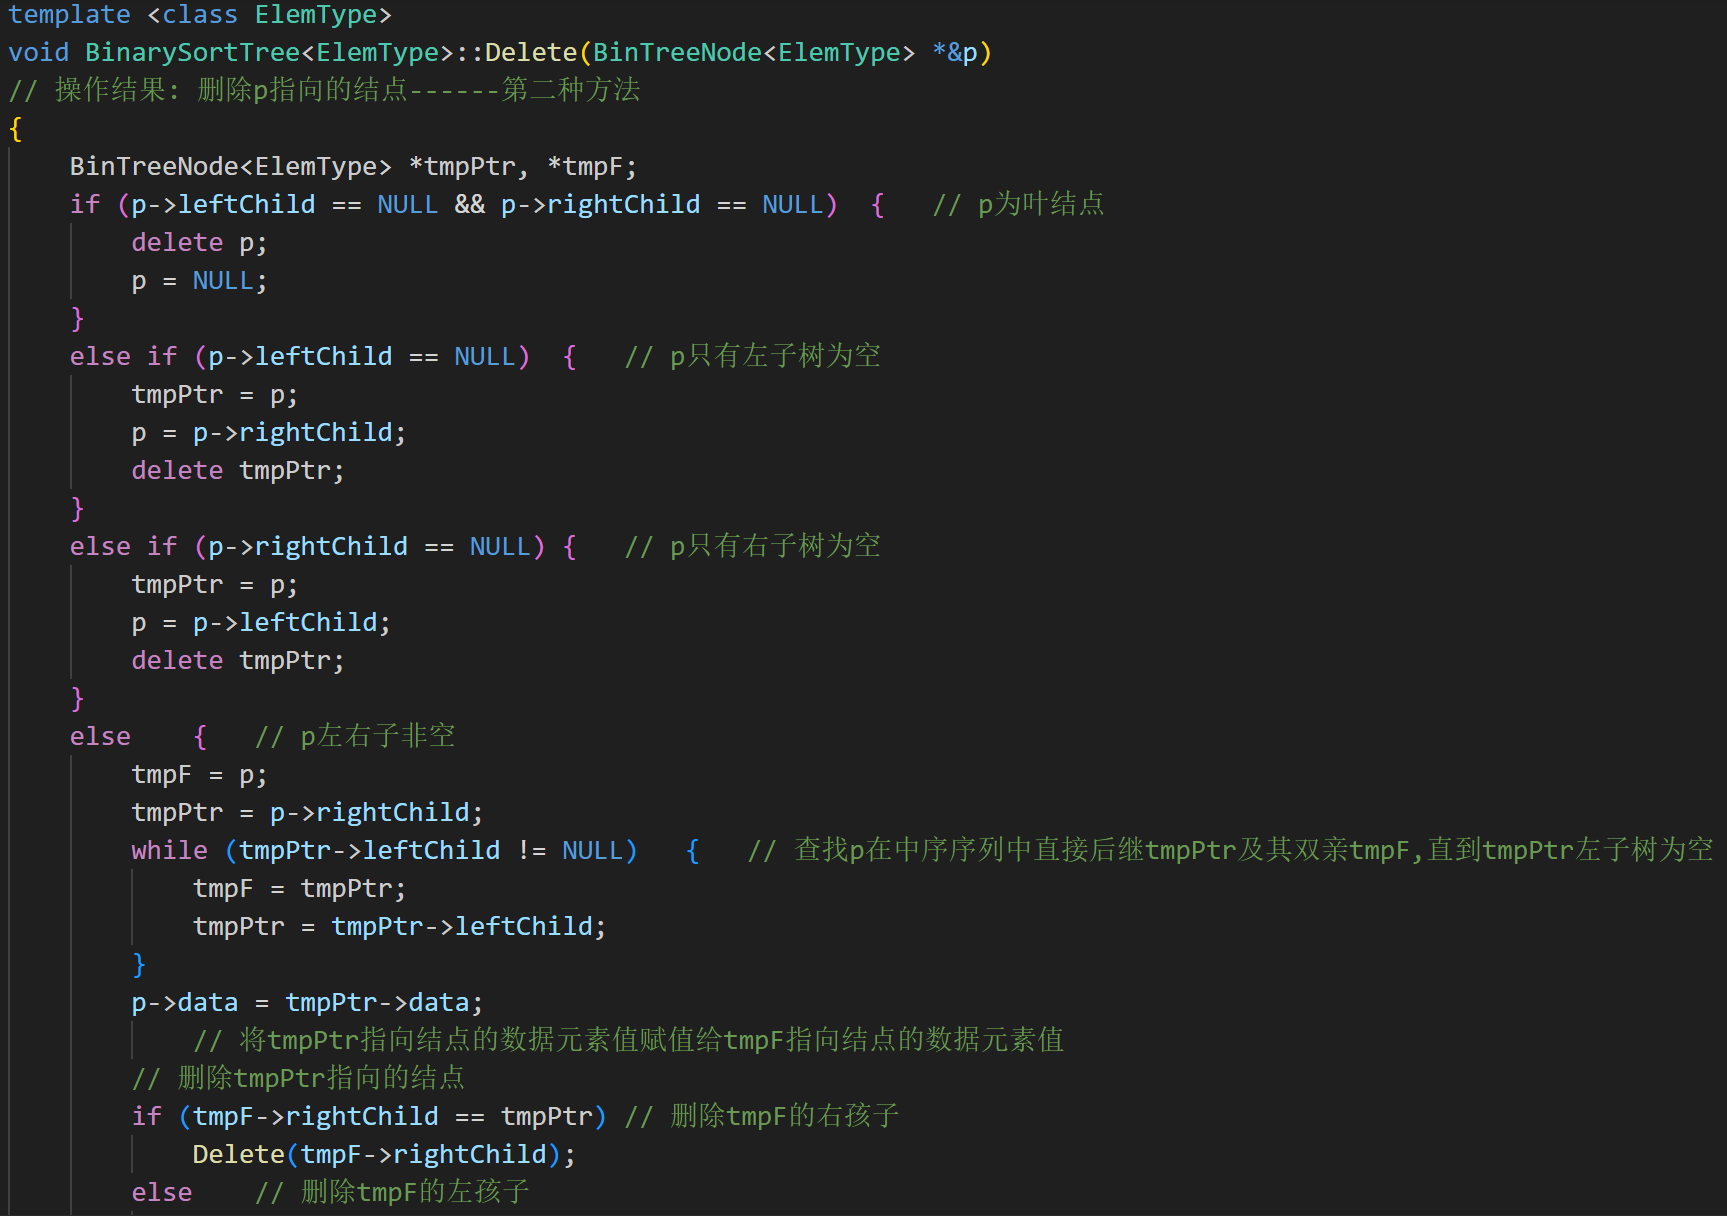 template <class ElemType>
void BinarySortTree<ElemType>::Delete(BinTreeNode<ElemType> *&p)
// 操作结果: 删除p指向的结点------第二种方法
{
    BinTreeNode<ElemType> *tmpPtr, *tmpF;
    if (p->leftChild == NULL && p->rightChild == NULL)  {   // p为叶结点
        delete p;
        p = NULL;
    }
    else if (p->leftChild == NULL)  {   // p只有左子树为空
        tmpPtr = p;
        p = p->rightChild;
        delete tmpPtr;
    }
    else if (p->rightChild == NULL) {   // p只有右子树为空
        tmpPtr = p;
        p = p->leftChild;
        delete tmpPtr;
    }
    else    {   // p左右子非空
        tmpF = p;
        tmpPtr = p->rightChild;
        while (tmpPtr->leftChild != NULL)   {   // 查找p在中序序列中直接后继tmpPtr及其双亲tmpF,直到tmpPtr左子树为空
            tmpF = tmpPtr;
            tmpPtr = tmpPtr->leftChild;
        }
        p->data = tmpPtr->data;
            // 将tmpPtr指向结点的数据元素值赋值给tmpF指向结点的数据元素值
        // 删除tmpPtr指向的结点
        if (tmpF->rightChild == tmpPtr) // 删除tmpF的右孩子
            Delete(tmpF->rightChild);
        else    // 删除tmpF的左孩子